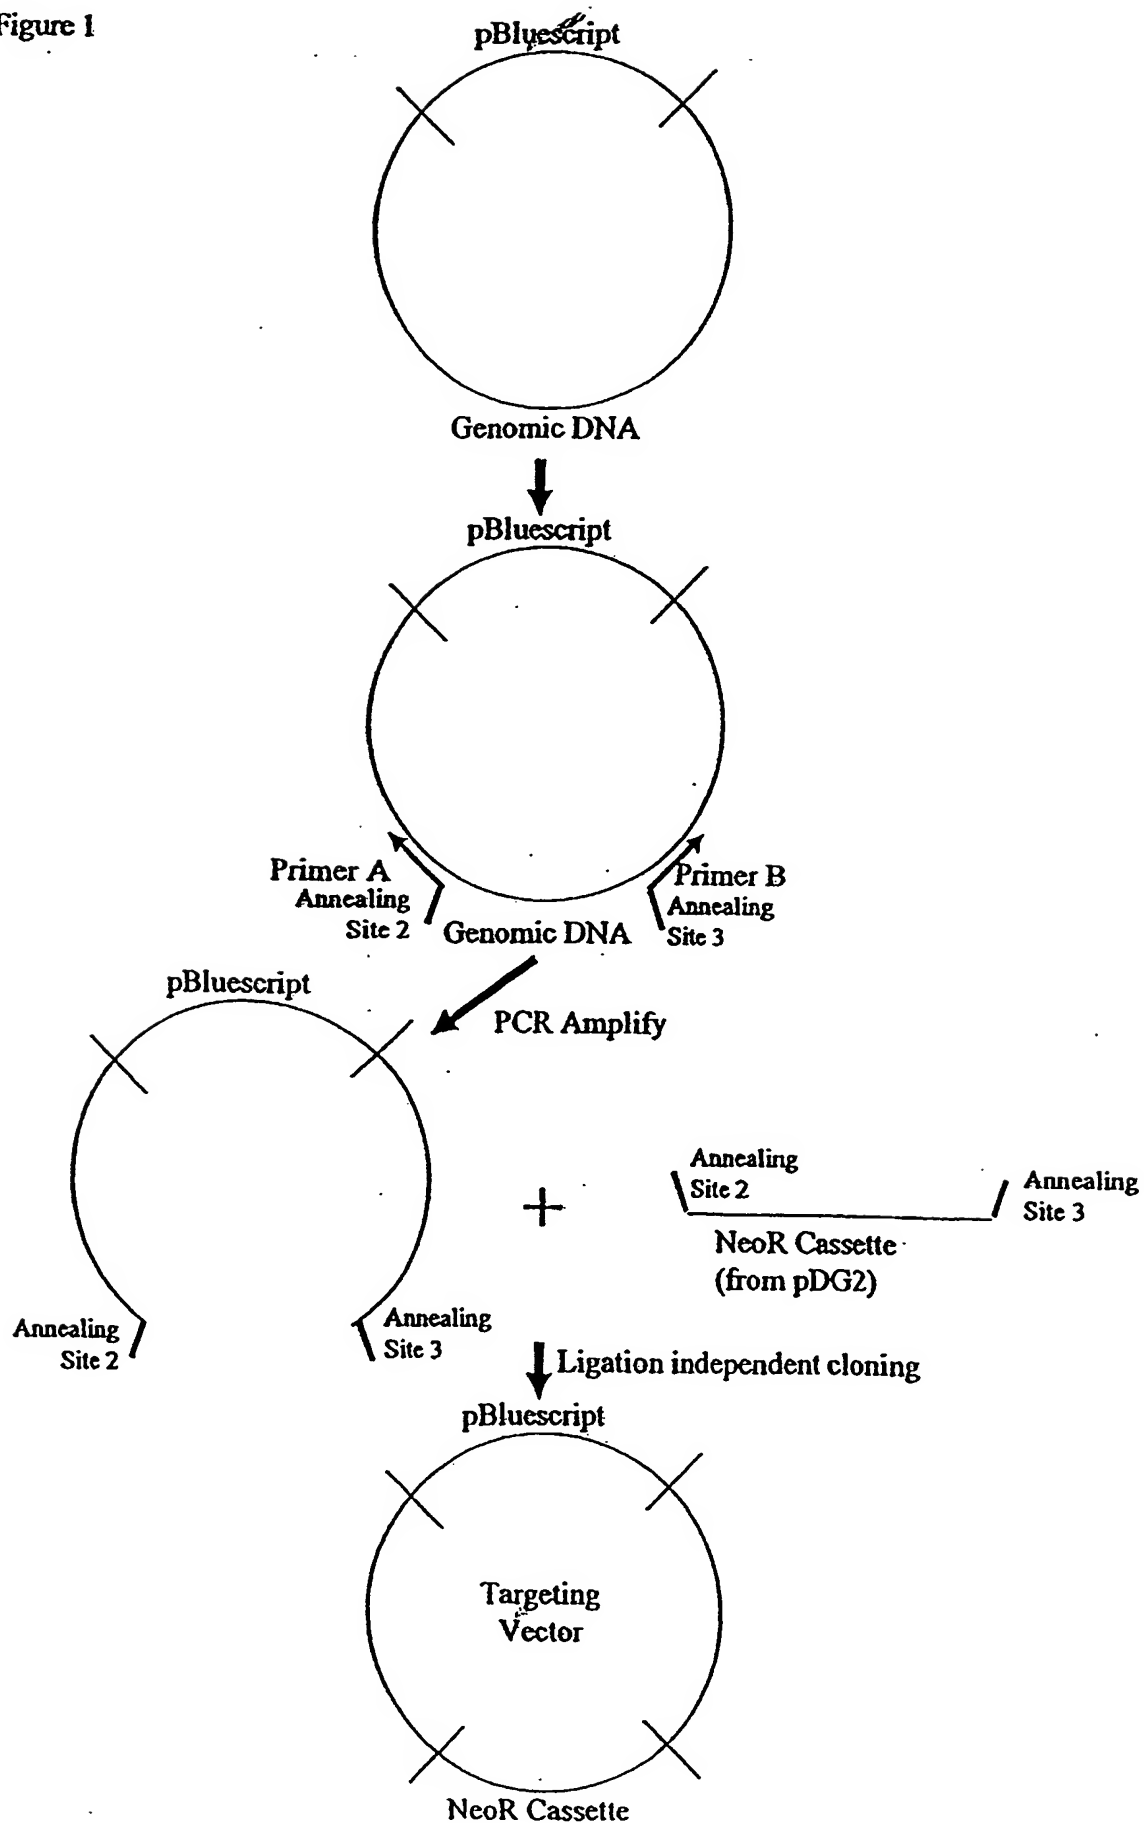 Figure 1
pBluescript
Genomic DNA
pBluescript
Primer A
Annealing
Site 2
Primer B
Annealing
Site 3
Genomic DNA
PCR Amplify
pBluescript
Annealing
Site 2
Annealing
Site 3
+
Annealing
Site 2
Annealing
Site 3
NeoR Cassette
(from pDG2)
Ligation independent cloning
pBluescript
Targeting
Vector
NeoR Cassette